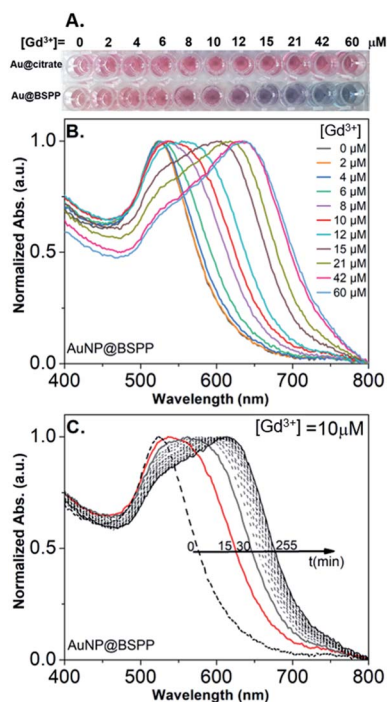 A.
[Gd³⁺]= 0 2 4 6 8 10 12 15 21 42 60 μM
Au@citrate
Au@BSPP
B.
[Gd³⁺]
0 μM
2 μM
4 μM
6 μM
8 μM
10 μM
12 μM
15 μM
21 μM
42 μM
60 μM
1.0
0.5
0.0
Normalized Abs. (a.u.)
AuNP@BSPP
400 500 600 700 800
Wavelength (nm)
C.
[Gd³⁺] =10μM
1.0
0.5
0.0
Normalized Abs. (a.u.)
0 15 30 255
t(min)
AuNP@BSPP
400 500 600 700 800
Wavelength (nm)